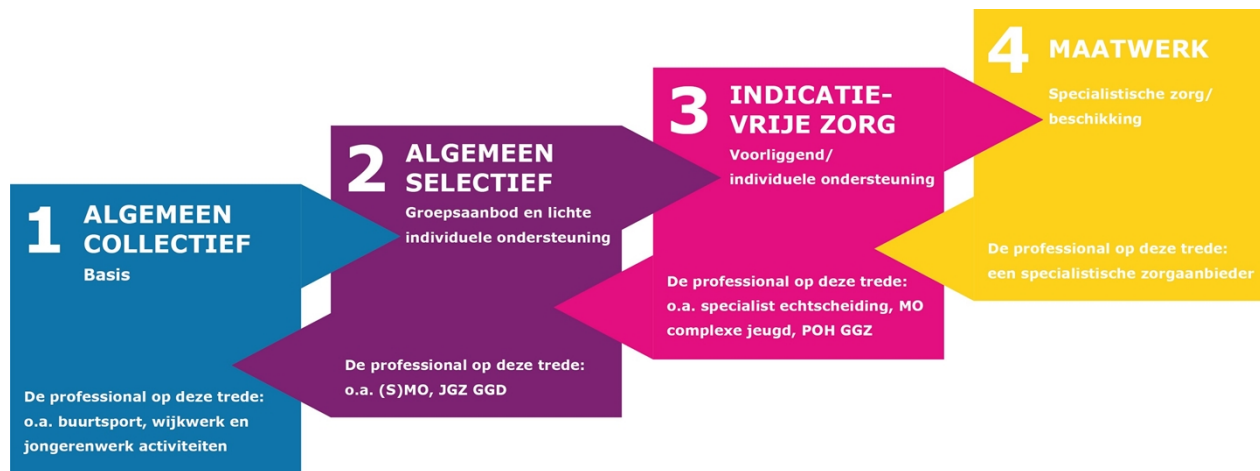 1
ALGEMEEN
COLLECTIEF
Basis
De professional op deze trede:
o.a. buurtsport, wijkwerk en
jongerenwerk activiteiten
2
ALGEMEEN
SELECTIEF
Groepsaanbod en lichte
individuele ondersteuning
De professional op deze trede:
o.a. (S)MO, JGZ GGD
3
INDICATIE-
VRIJE ZORG
Voorliggend/
individuele ondersteuning
De professional op deze trede:
o.a. specialist echtscheiding, MO
complexe jeugd, POH GGZ
4
MAATWERK
Specialistische zorg/
beschikking
De professional op deze trede:
een specialistische zorgaanbieder